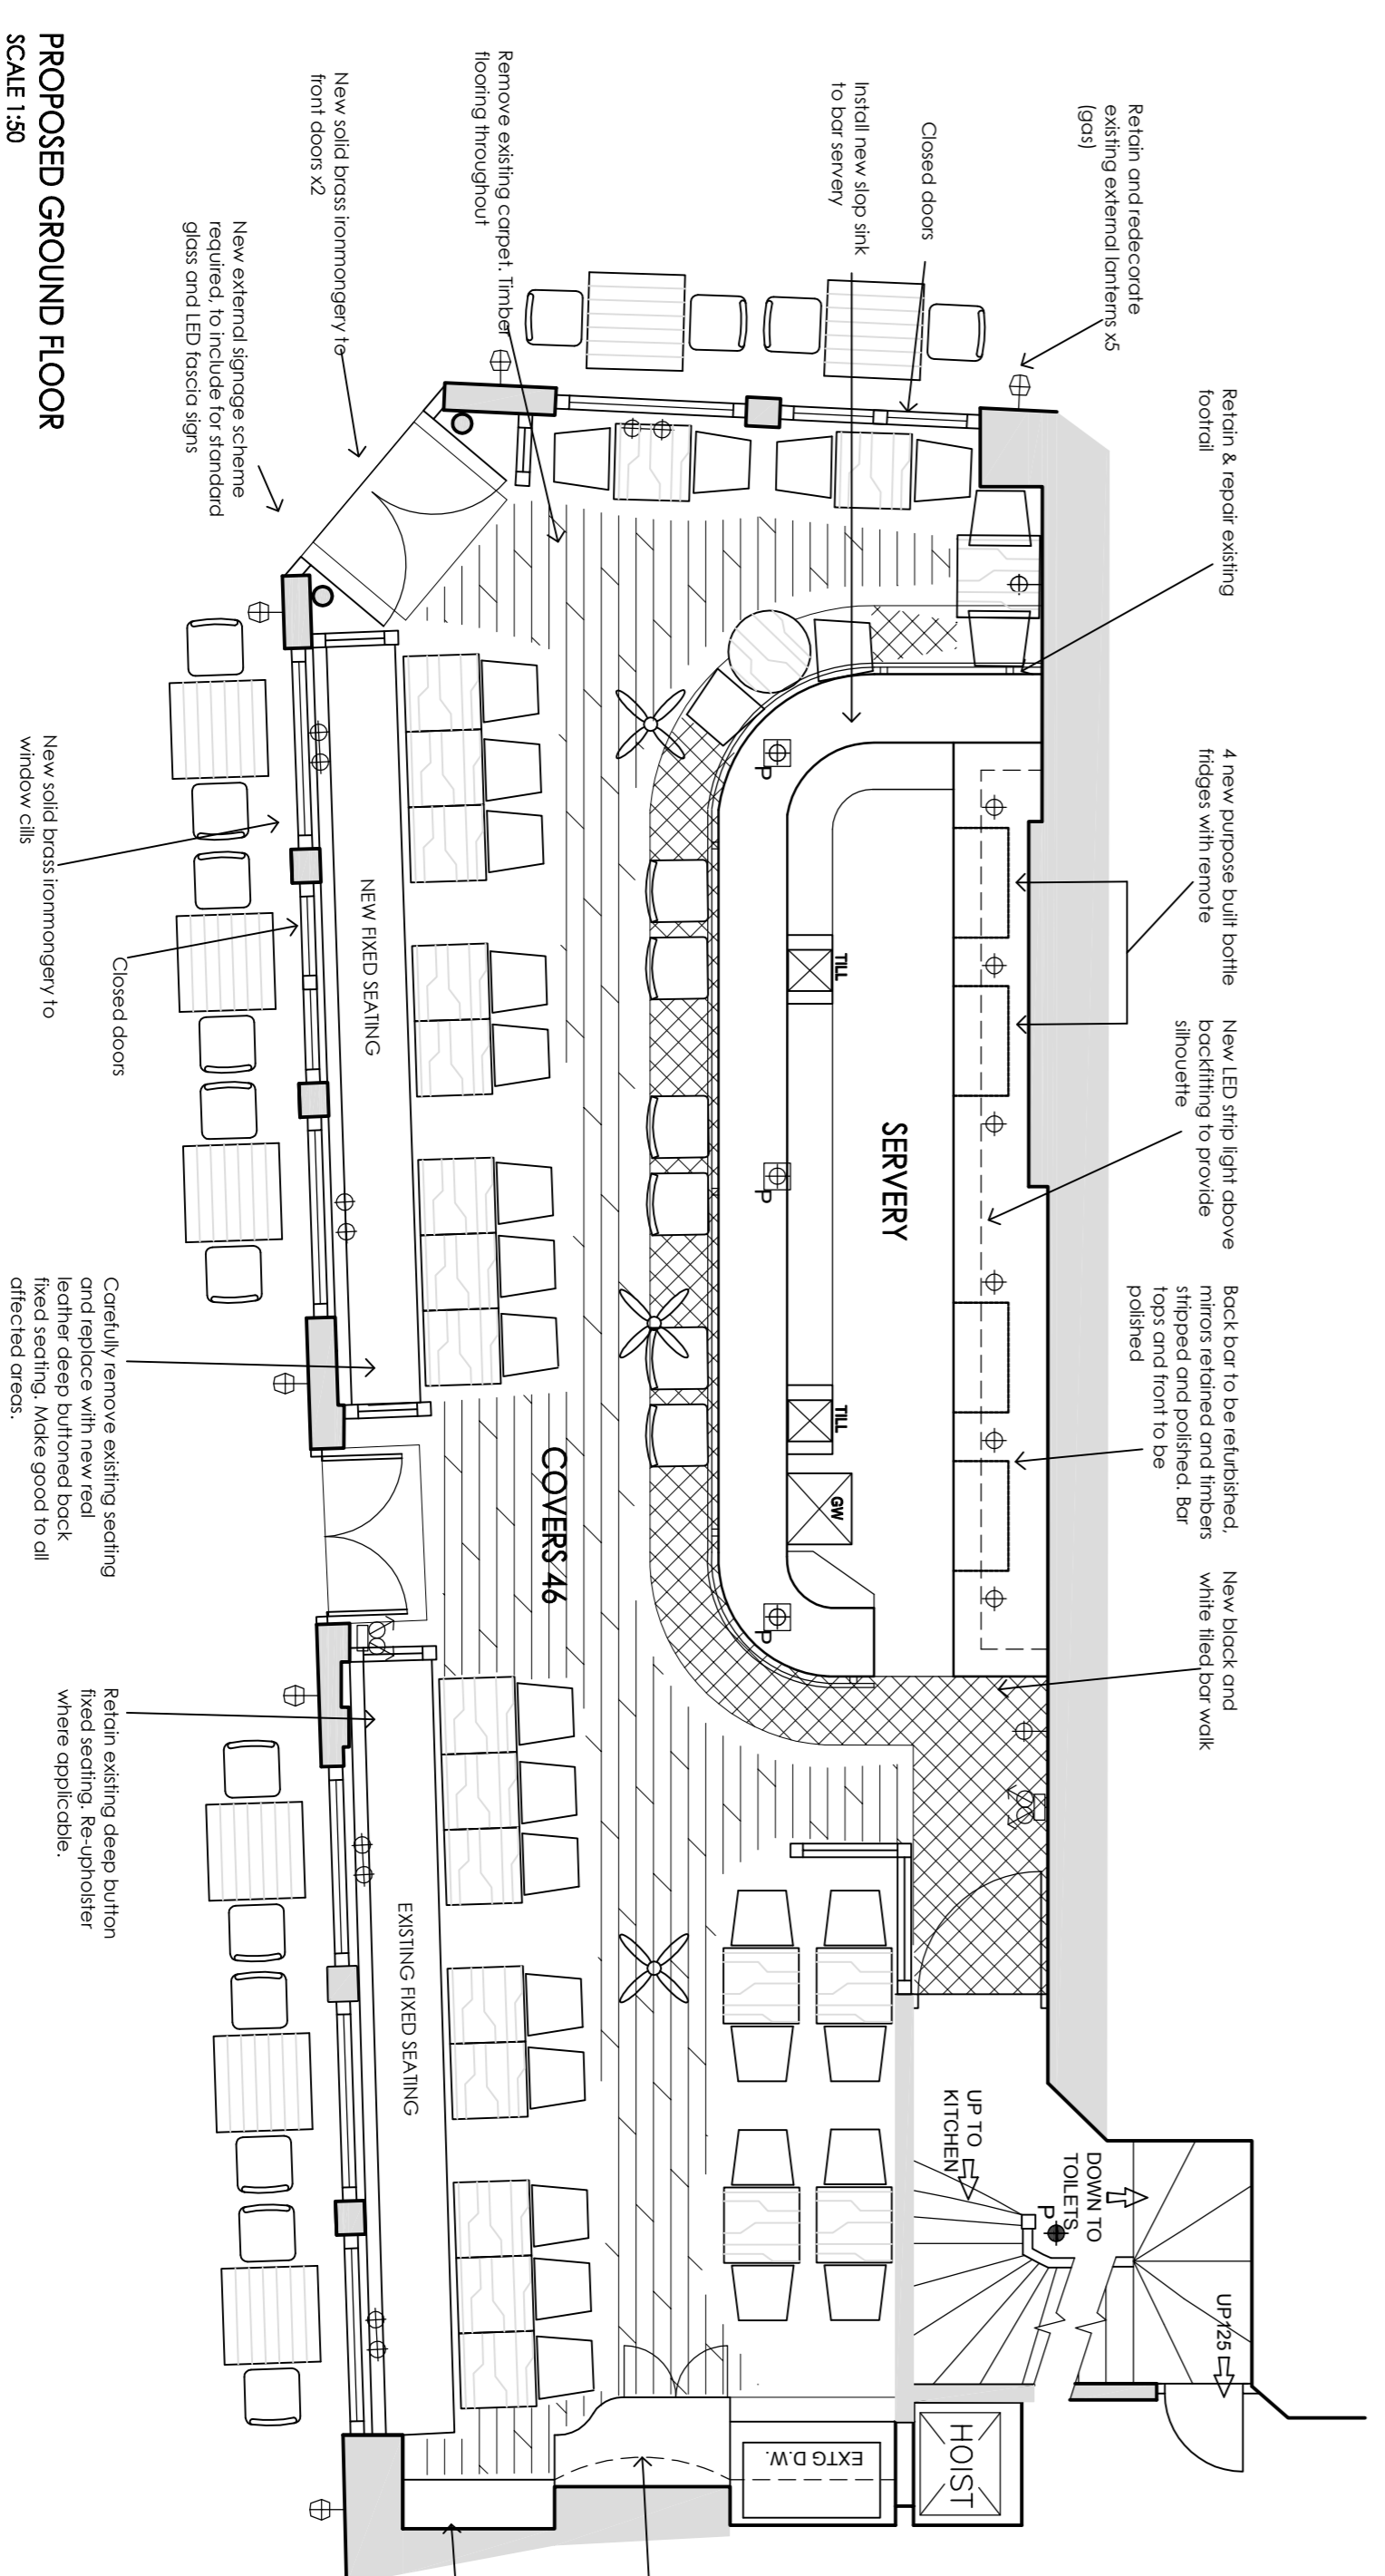 Retain and redecorate
existing external lanterns x5
(gas)
Closed doors
Install new slop sink
to bar servery
Remove existing carpet. Timber
flooring throughout
New solid brass ironmongery to
front doors x2
New external signage scheme
required, to include for standard
glass and LED fascia signs
PROPOSED GROUND FLOOR
SCALE 1:50
Retain & repair existing
footrail
4 new purpose built bottle
fridges with remote
New LED strip light above
backfitting to provide
silhouette
Back bar to be refurbished,
mirrors retained and timbers
stripped and polished. Bar
tops and front to be
polished
New black and
white tiled bar walk
SERVERY
TILL
TILL
GW
P
P
P
COVERS 46
NEW FIXED SEATING
EXISTING FIXED SEATING
New solid brass ironmongery to
window cills
Closed doors
Carefully remove existing seating
and replace with new real
leather deep buttoned back
fixed seating. Make good to all
affected areas.
Retain existing deep button
fixed seating. Re-upholster
where applicable.
UP TO
KITCHEN
DOWN TO
TOILETS
P
UP125
HOIST
EXTG D.W.